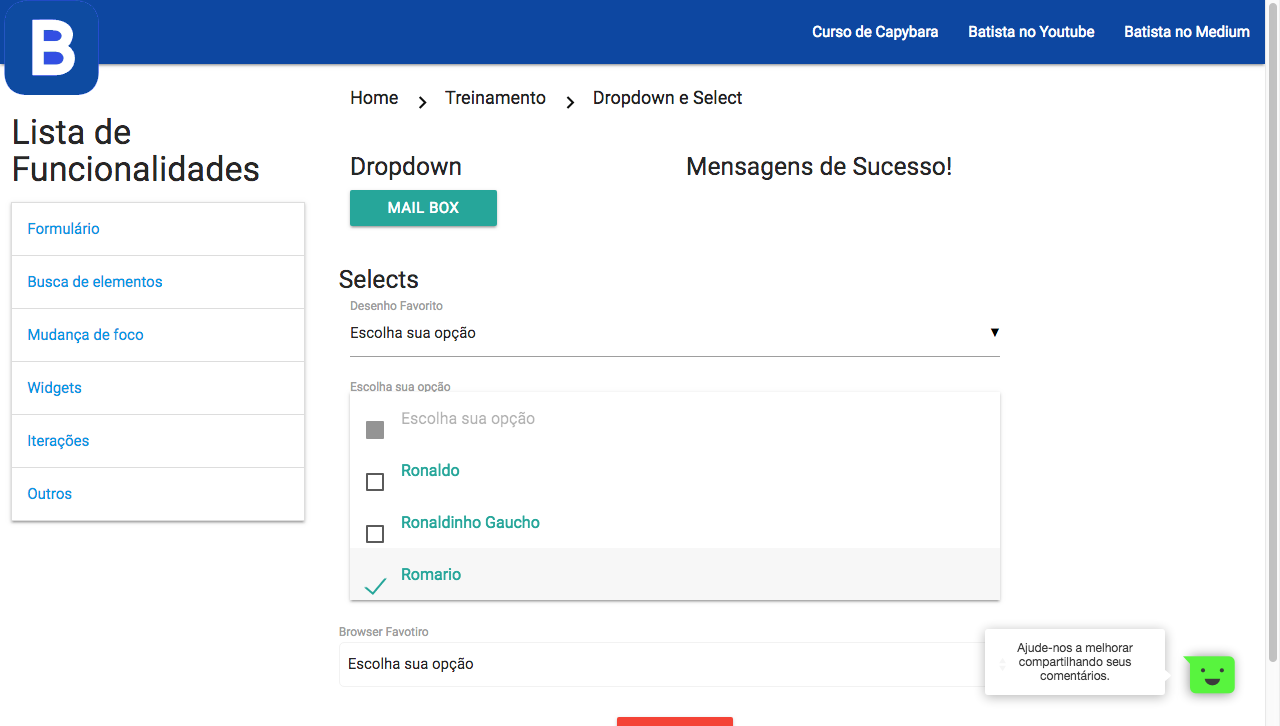 B
Curso de Capybara
Batista no Youtube
Batista no Medium
Home
Treinamento
Dropdown e Select
Lista de
Funcionalidades
Formulário
Busca de elementos
Mudança de foco
Widgets
Iterações
Outros
Dropdown
MAIL BOX
Mensagens de Sucesso!
Selects
Desenho Favorito
Escolha sua opção
Escolha sua opção
Escolha sua opção
Ronaldo
Ronaldinho Gaucho
Romario
Browser Favotiro
Escolha sua opção
Ajude-nos a melhorar
compartilhando seus
comentários.